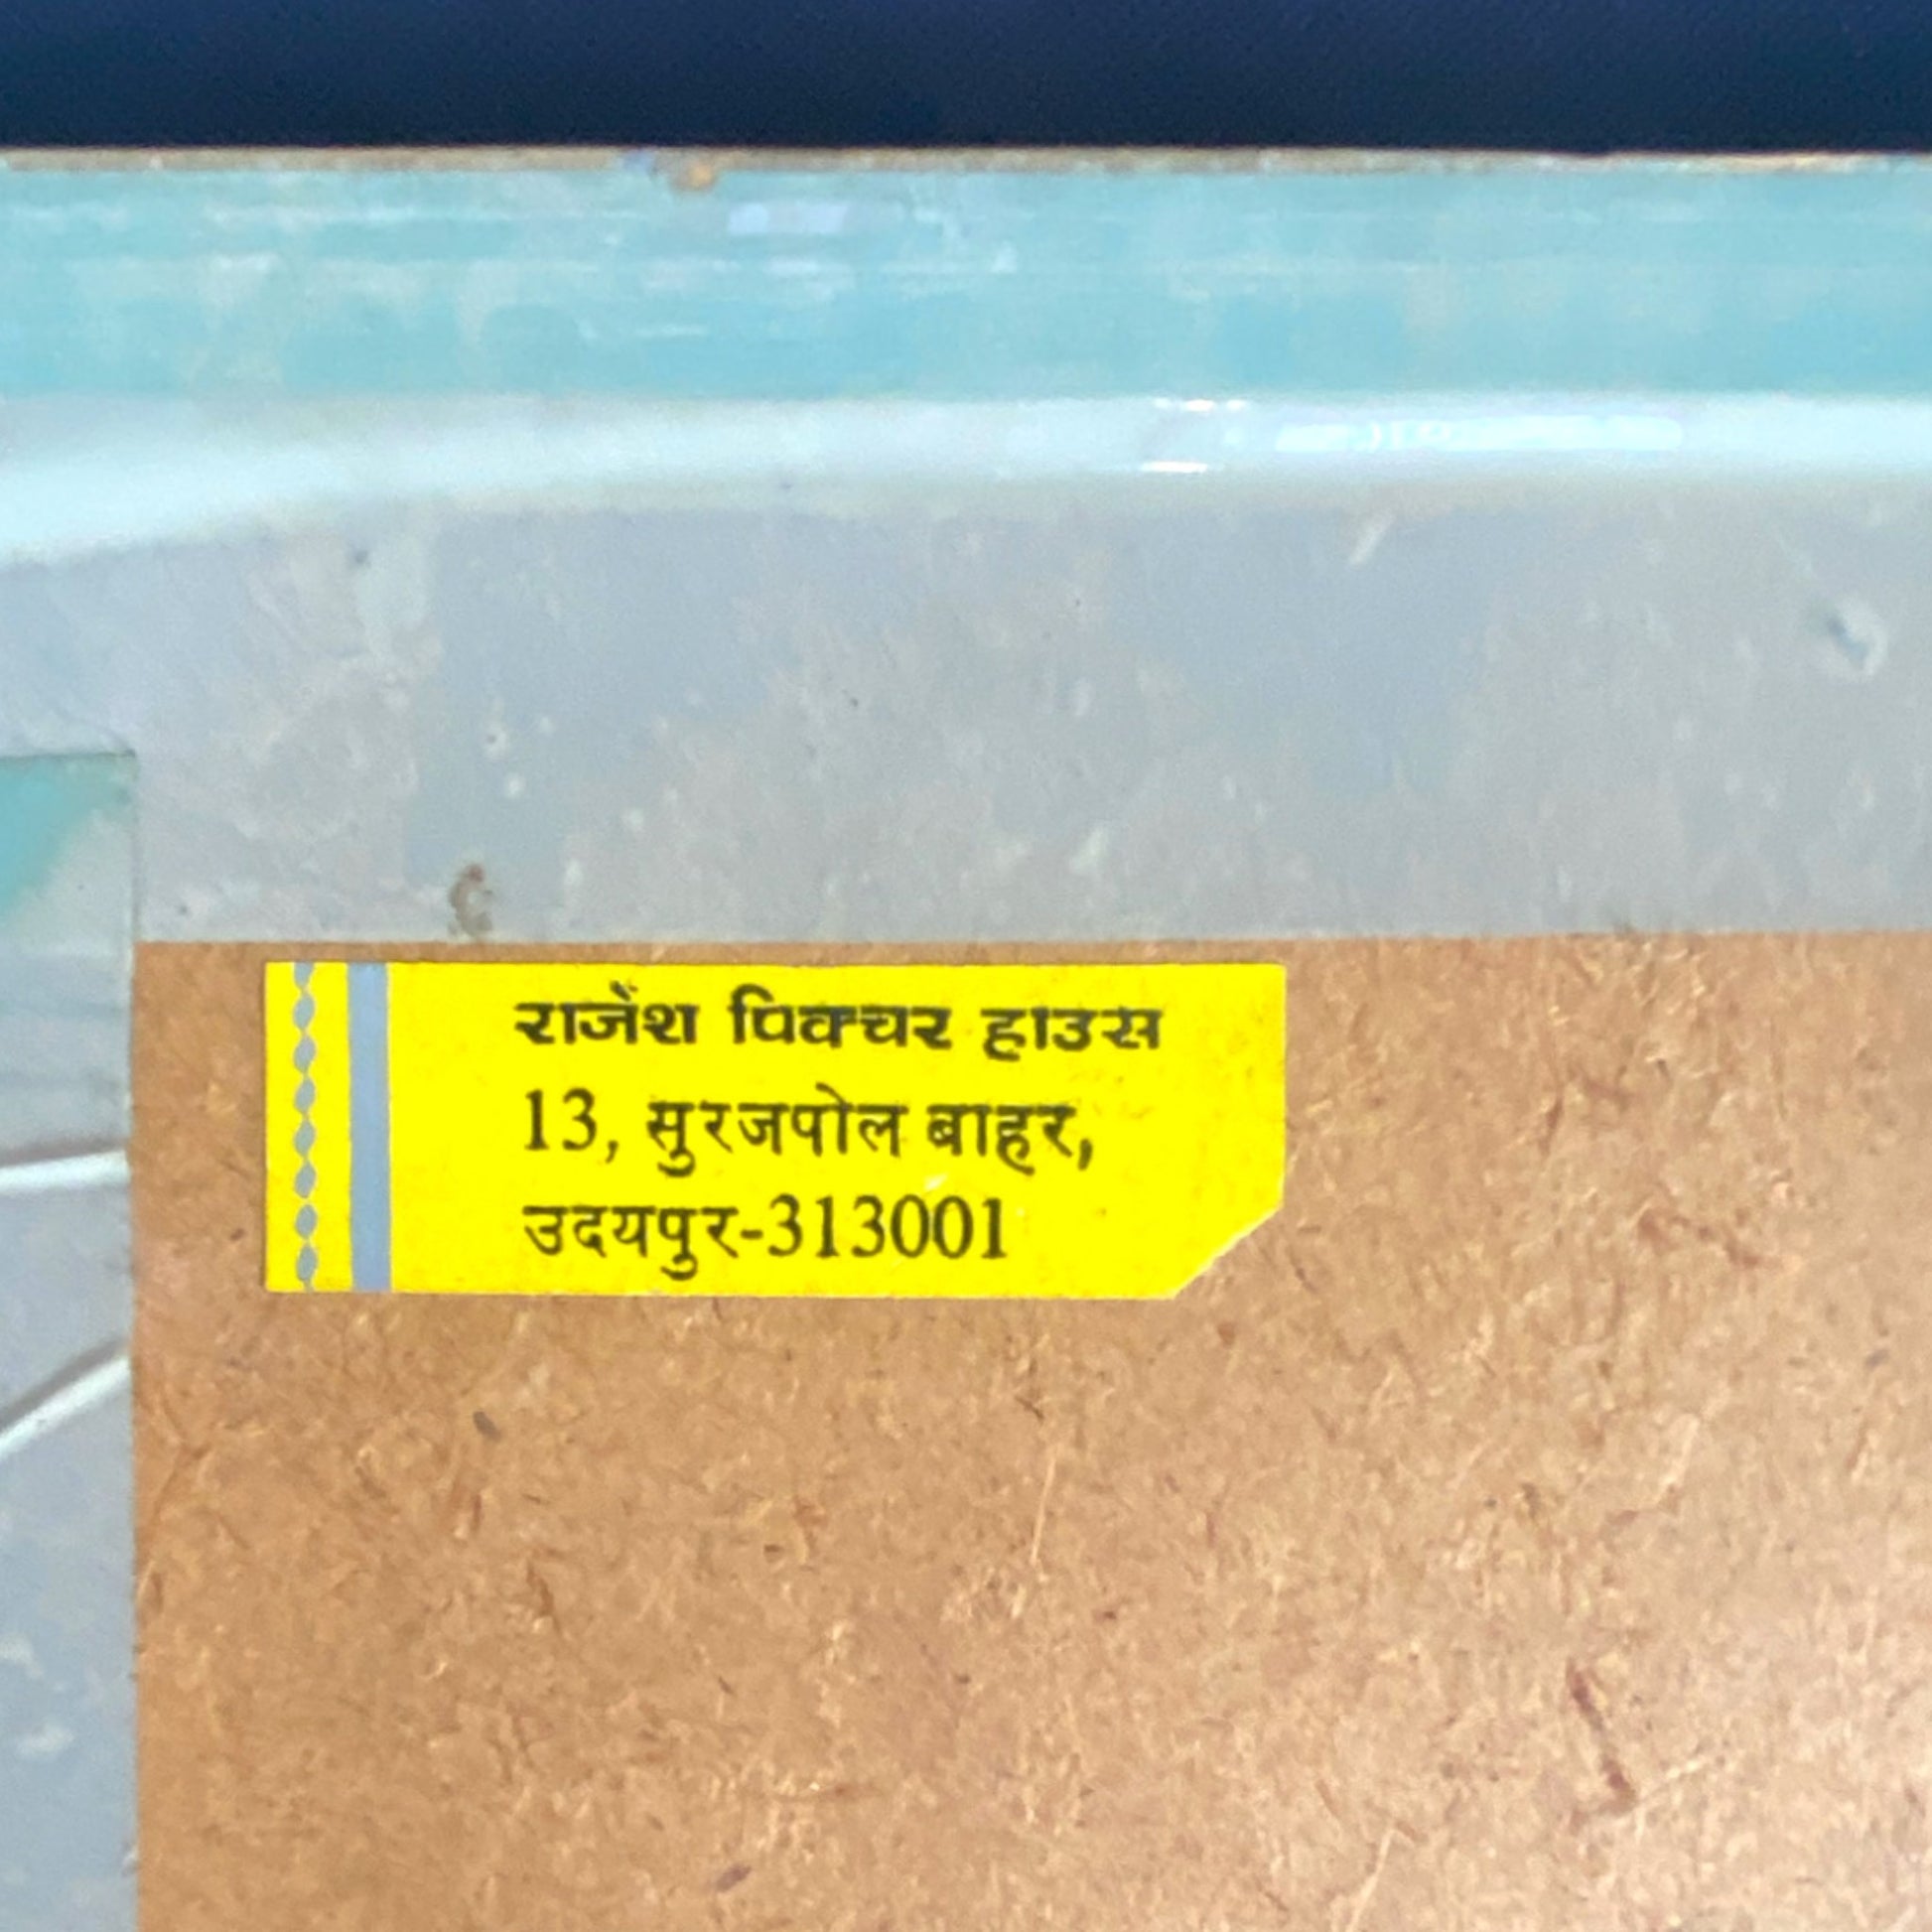 राजेंश पिक्चर हाउस
13, सुरजपोल बाहर,
उदयपुर-313001